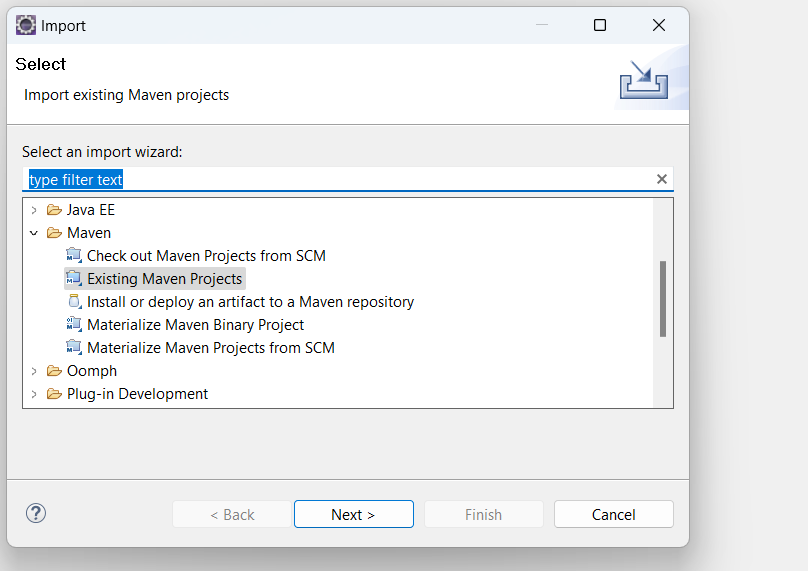 Import
Select
Import existing Maven projects
Select an import wizard:
type filter text
Java EE
Maven
Check out Maven Projects from SCM
Existing Maven Projects
Install or deploy an artifact to a Maven repository
Materialize Maven Binary Project
Materialize Maven Projects from SCM
Oomph
Plug-in Development
? < Back Next > Finish Cancel